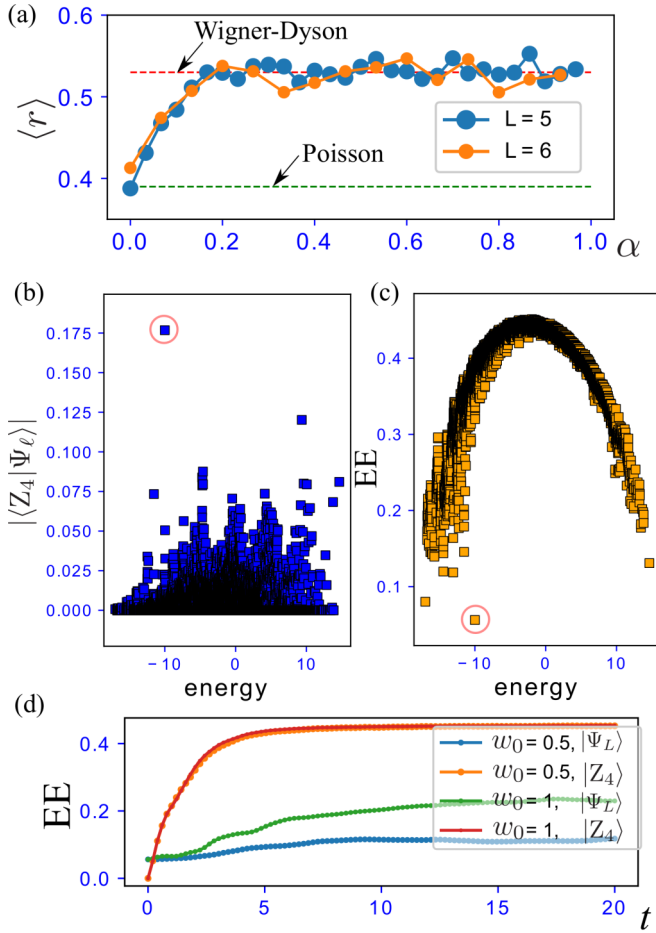 (a)
0.6
0.5
0.4
⟨r⟩
Wigner-Dyson
Poisson
L = 5
L = 6
0.0 0.2 0.4 0.6 0.8 1.0
α
(b)
0.175
0.150
0.125
0.100
0.075
0.050
0.025
0.000
|⟨Z₄|Ψ_ℓ⟩|
−10 0 10
energy
(c)
0.4
0.3
0.2
0.1
EE
−10 0 10
energy
(d)
0.4
0.2
0.0
EE
w₀ = 0.5, |Ψ_L⟩
w₀ = 0.5, |Z₄⟩
w₀ = 1, |Ψ_L⟩
w₀ = 1, |Z₄⟩
0 5 10 15 20
t